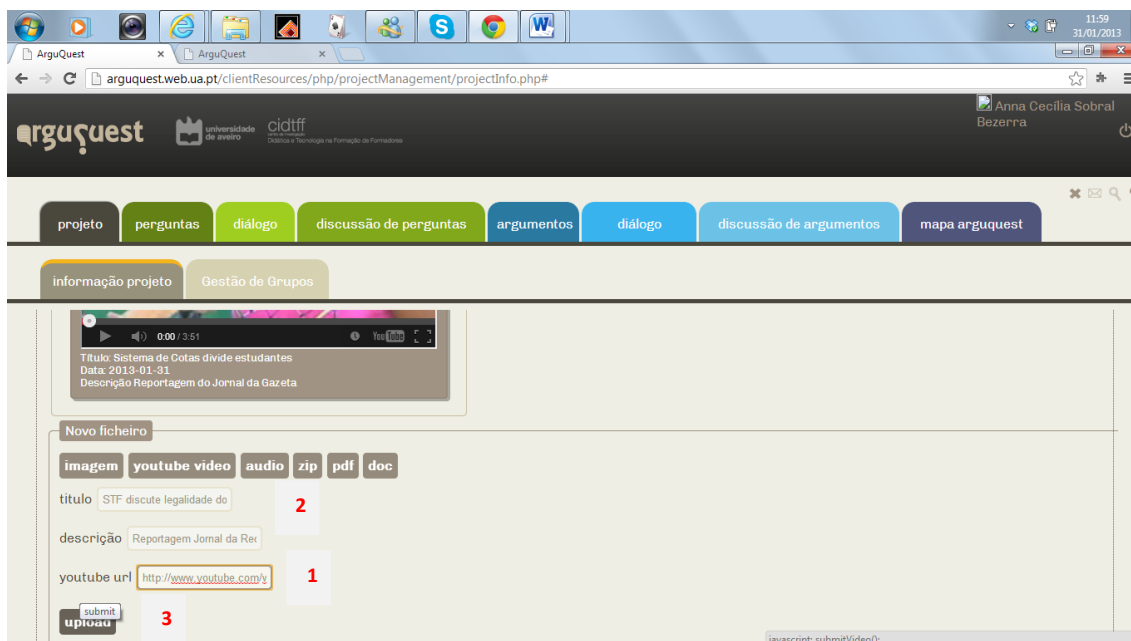 11:59
31/01/2013
ArguQuest
ArguQuest
arguquest.web.ua.pt/clientResources/php/projectManagement/projectInfo.php#
Anna Cecília Sobral
Bezerra
arguquest
universidade
de aveiro
cidtff
Didática e Tecnologia na Formação de Formadores
projeto
perguntas
diálogo
discussão de perguntas
argumentos
diálogo
discussão de argumentos
mapa arguquest
informação projeto
Gestão de Grupos
0:00 / 3:51
YouTube
Título: Sistema de Cotas divide estudantes
Data: 2013-01-31
Descrição Reportagem do Jornal da Gazeta
Novo ficheiro
imagem youtube video audio zip pdf doc
titulo STF discute legalidade do
2
descrição Reportagem Jornal da Rec
youtube url http://www.youtube.com/
1
submit
upload
3
javascript: submitVideo();